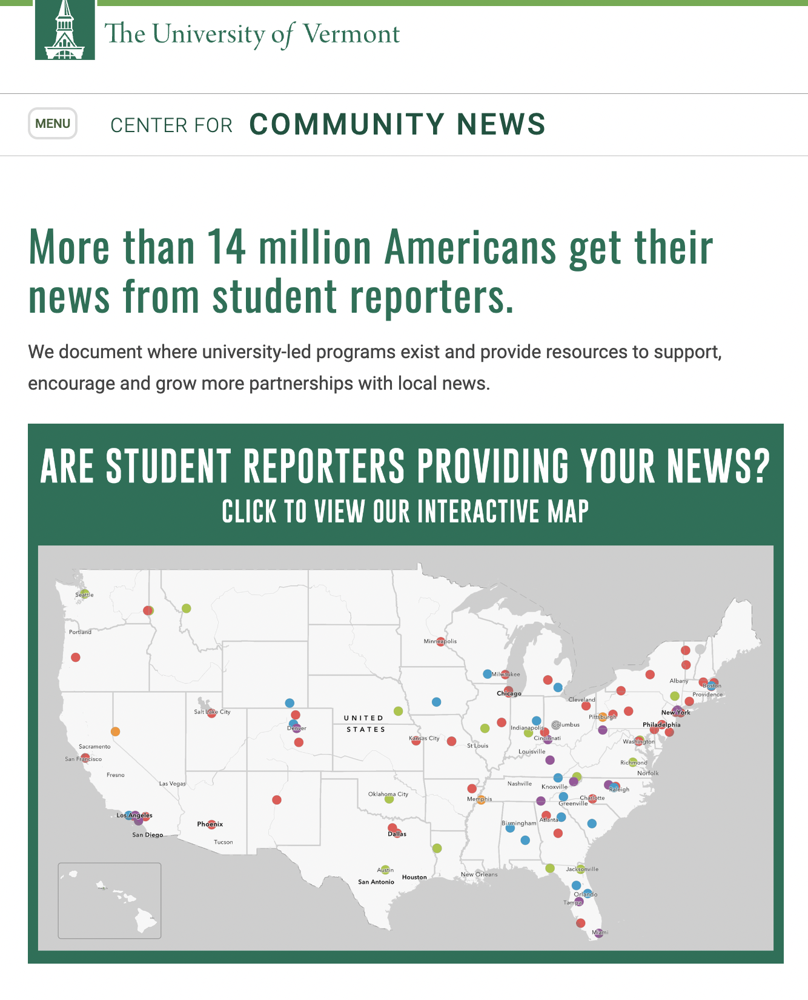 The University of Vermont
MENU
CENTER FOR COMMUNITY NEWS
More than 14 million Americans get their
news from student reporters.
We document where university-led programs exist and provide resources to support,
encourage and grow more partnerships with local news.
ARE STUDENT REPORTERS PROVIDING YOUR NEWS?
CLICK TO VIEW OUR INTERACTIVE MAP
Seattle
Portland
Minneapolis
Milwaukee
Chicago
Albany
Boston
Providence
Cleveland
Salt Lake City
UNITED
STATES
Pittsburgh
New York
Denver
Indianapolis
Columbus
Philadelphia
Kansas City
St Louis
Cincinnati
Washington
Sacramento
San Francisco
Louisville
Richmond
Fresno
Las Vegas
Norfolk
Nashville
Knoxville
Raleigh
Oklahoma City
Memphis
Charlotte
Greenville
Los Angeles
Phoenix
Birmingham
Atlanta
San Diego
Dallas
Tucson
Austin
Jacksonville
San Antonio
Houston
New Orleans
Orlando
Tampa
Miami